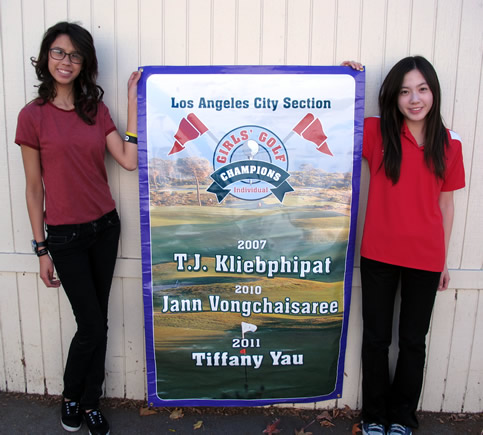 Los Angeles City Section
GIRLS' GOLF
CHAMPIONS
Individual
2007
T.J. Kliebphipat
2010
Jann Vongchaisaree
2011
Tiffany Yau